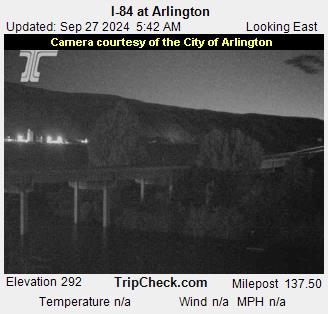 I-84 at Arlington
Updated: Sep 27 2024 5:42 AM Looking East
Camera courtesy of the City of Arlington
Elevation 292 TripCheck.com Milepost 137.50
Temperature n/a Wind n/a MPH n/a